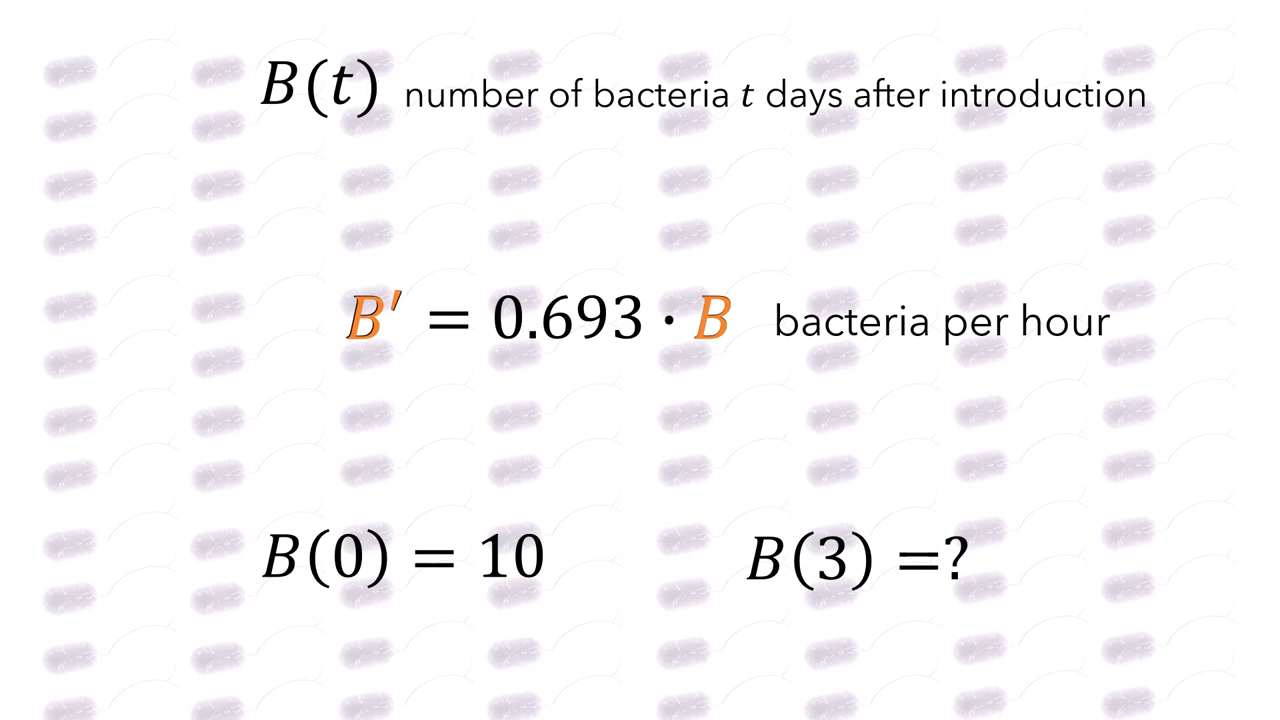 B(t) number of bacteria t days after introduction
B′ = 0.693 · B bacteria per hour
B(0) = 10 B(3) =?